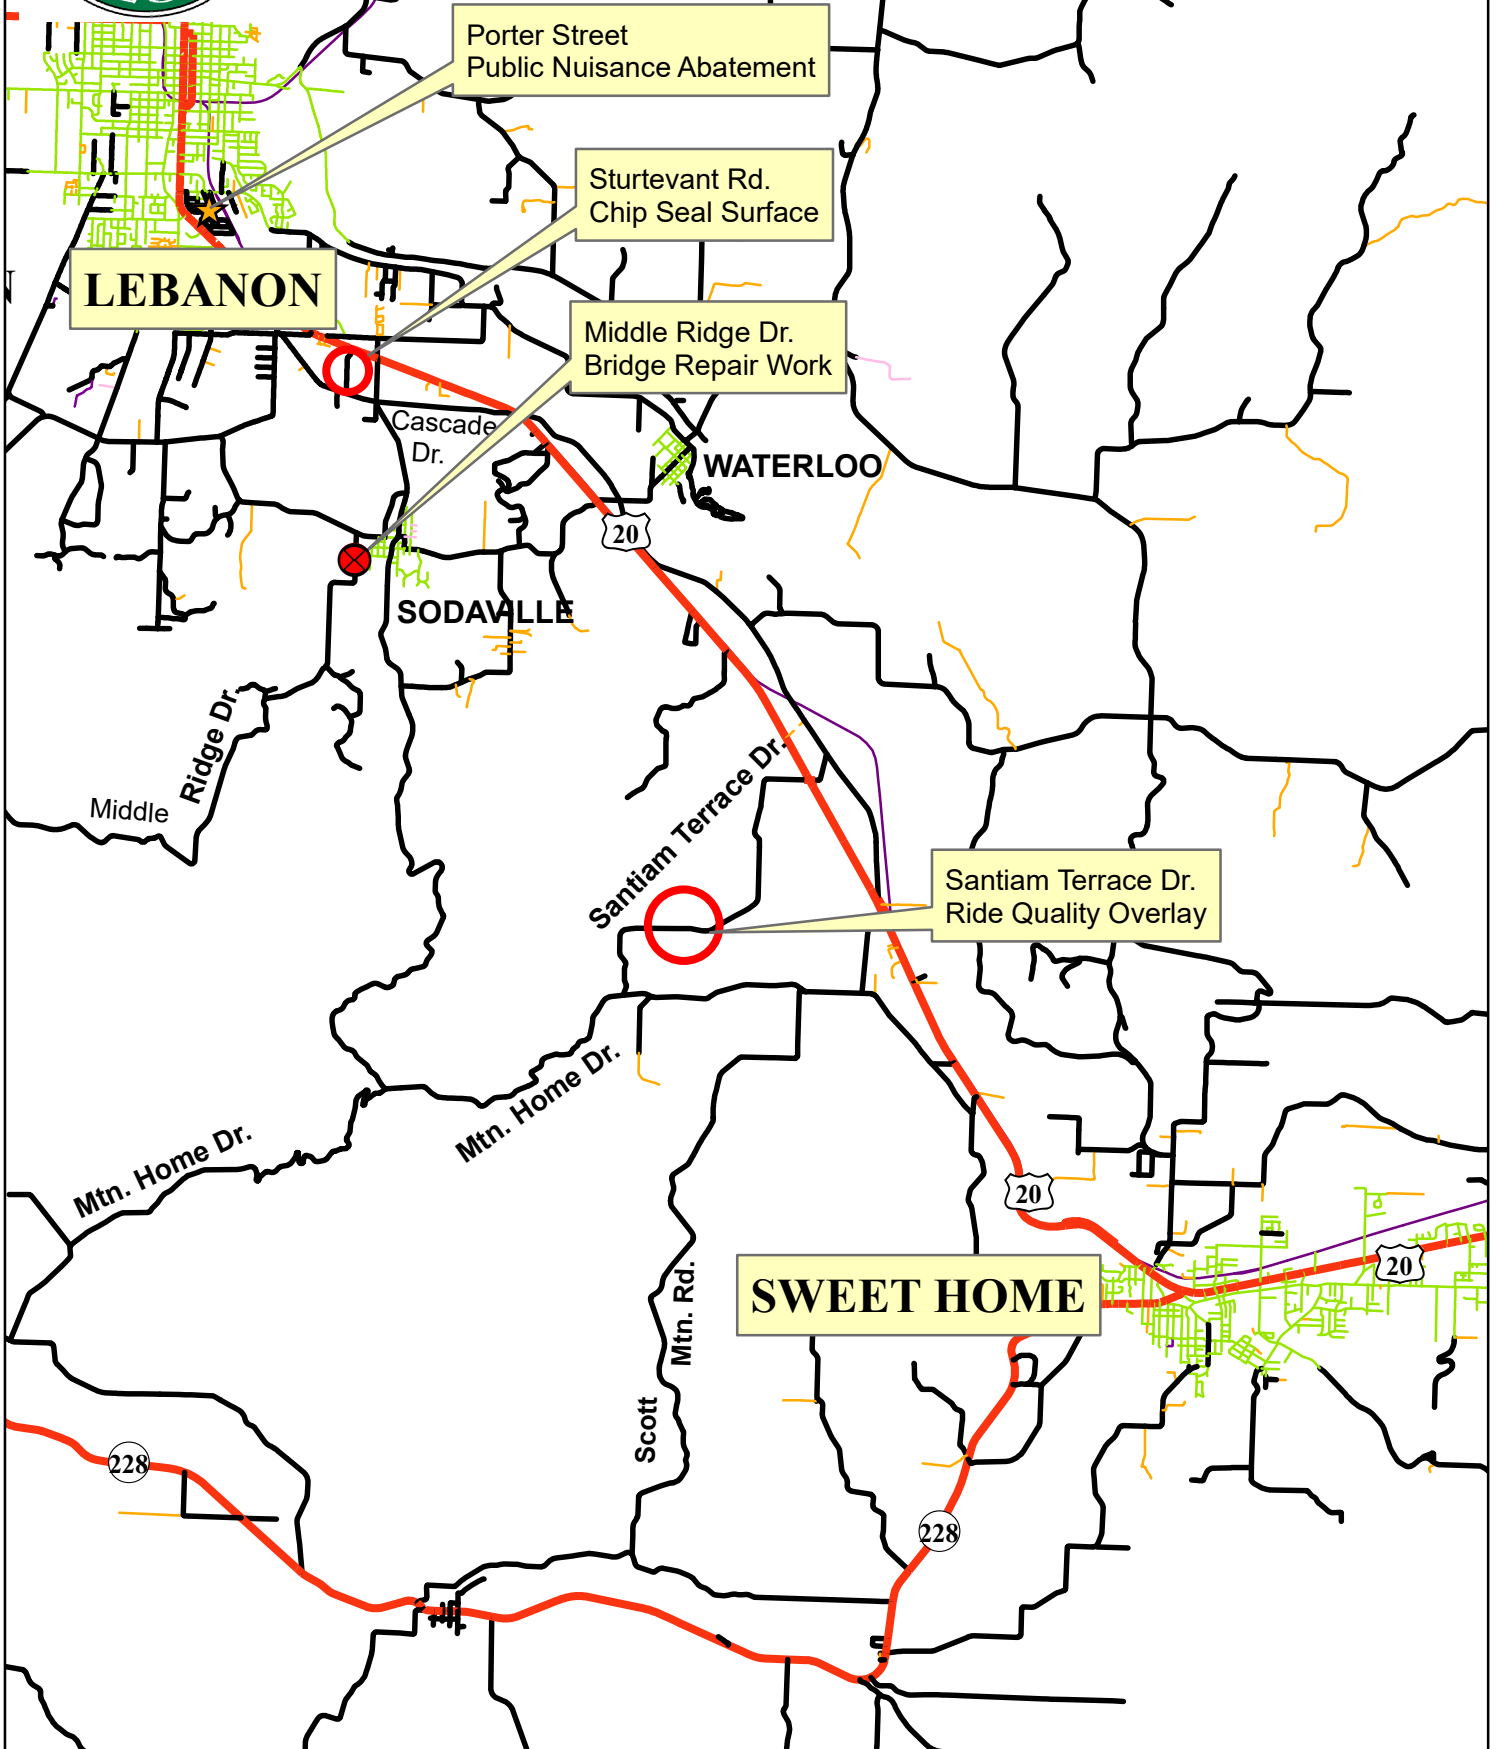 Porter Street
Public Nuisance Abatement
Sturtevant Rd.
Chip Seal Surface
LEBANON
Middle Ridge Dr.
Bridge Repair Work
Cascade
Dr.
WATERLOO
20
SODAVILLE
Ridge Dr.
Middle
Santiam Terrace Dr.
Santiam Terrace Dr.
Ride Quality Overlay
Mtn. Home Dr.
Mtn. Home Dr.
20
20
SWEET HOME
Mtn. Rd.
Scott
228
228